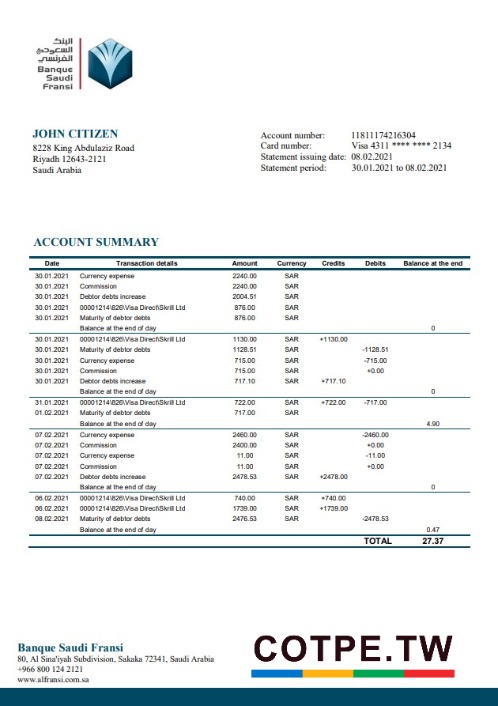 البنك
السعودي
الفرنسي
Banque
Saudi
Fransi
JOHN CITIZEN
8228 King Abdulaziz Road
Riyadh 12643-2121
Saudi Arabia
Account number: 11811174216304
Card number: Visa 4311 **** **** 2134
Statement issuing date: 08.02.2021
Statement period: 30.01.2021 to 08.02.2021
ACCOUNT SUMMARY
Date Transaction details Amount Currency Credits Debits Balance at the end
30.01.2021 Currency expense 2240.00 SAR
30.01.2021 Commission 2240.00 SAR
30.01.2021 Debtor debts increase 2004.51 SAR
30.01.2021 00001214\826\Visa Direct\Skrill Ltd 876.00 SAR
30.01.2021 Maturity of debtor debts 876.00 SAR
Balance at the end of day 0
30.01.2021 00001214\826\Visa Direct\Skrill Ltd 1130.00 SAR +1130.00
30.01.2021 Maturity of debtor debts 1128.51 SAR -1128.51
30.01.2021 Currency expense 715.00 SAR -715.00
30.01.2021 Commission 715.00 SAR +0.00
30.01.2021 Debtor debts increase 717.10 SAR +717.10
Balance at the end of day 0
31.01.2021 00001214\826\Visa Direct\Skrill Ltd 722.00 SAR +722.00 -717.00
01.02.2021 Maturity of debtor debts 717.00 SAR
Balance at the end of day 4.90
07.02.2021 Currency expense 2460.00 SAR -2460.00
07.02.2021 Commission 2400.00 SAR +0.00
07.02.2021 Currency expense 11.00 SAR -11.00
07.02.2021 Commission 11.00 SAR +0.00
07.02.2021 Debtor debts increase 2478.53 SAR +2478.00
Balance at the end of day 0
06.02.2021 00001214\826\Visa Direct\Skrill Ltd 740.00 SAR +740.00
06.02.2021 00001214\826\Visa Direct\Skrill Ltd 1739.00 SAR +1739.00
08.02.2021 Maturity of debtor debts 2476.53 SAR -2478.53
Balance at the end of day 0.47
TOTAL 27.37
Banque Saudi Fransi
80, Al Sina'iyah Subdivision, Sakaka 72341, Saudi Arabia
+966 800 124 2121
www.alfransi.com.sa
COTPE.TW